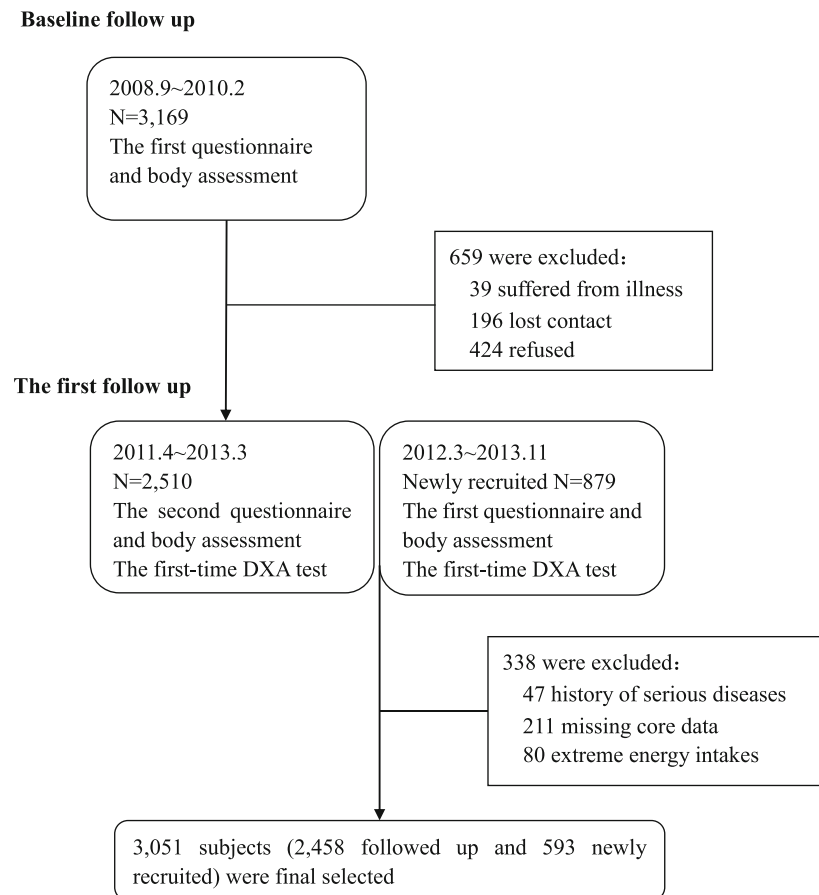 Baseline follow up
2008.9~2010.2
N=3,169
The first questionnaire
and body assessment
659 were excluded：
39 suffered from illness
196 lost contact
424 refused
The first follow up
2011.4~2013.3
N=2,510
The second questionnaire
and body assessment
The first-time DXA test
2012.3~2013.11
Newly recruited N=879
The first questionnaire and
body assessment
The first-time DXA test
338 were excluded：
47 history of serious diseases
211 missing core data
80 extreme energy intakes
3,051 subjects (2,458 followed up and 593 newly
recruited) were final selected